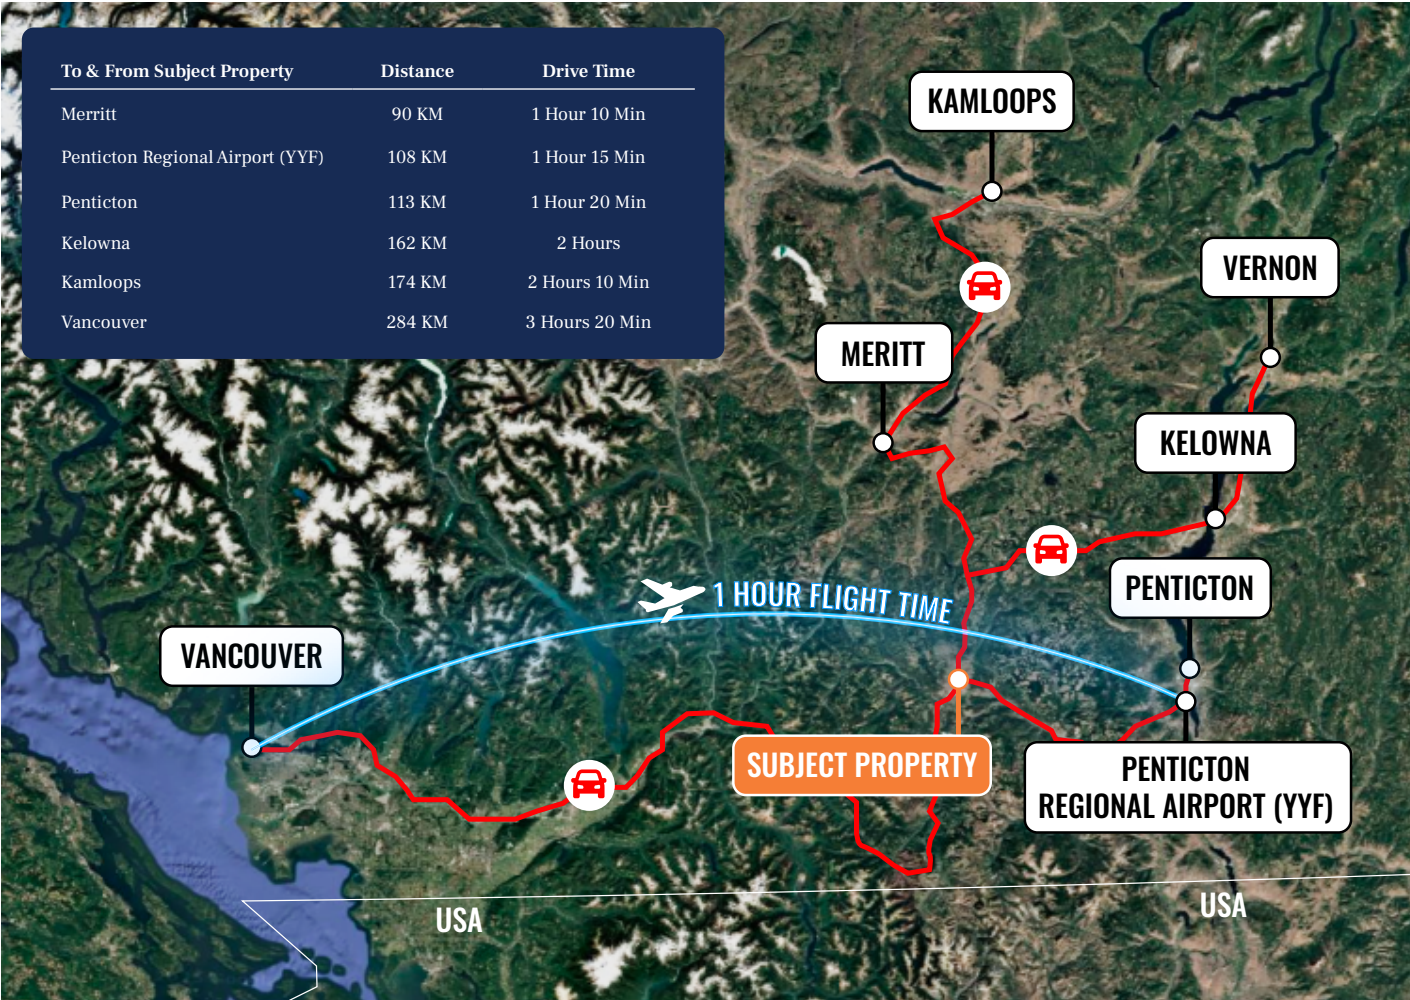 To & From Subject Property Distance Drive Time
Merritt 90 KM 1 Hour 10 Min
Penticton Regional Airport (YYF) 108 KM 1 Hour 15 Min
Penticton 113 KM 1 Hour 20 Min
Kelowna 162 KM 2 Hours
Kamloops 174 KM 2 Hours 10 Min
Vancouver 284 KM 3 Hours 20 Min
KAMLOOPS
VERNON
MERITT
KELOWNA
PENTICTON
1 HOUR FLIGHT TIME
VANCOUVER
SUBJECT PROPERTY
PENTICTON
REGIONAL AIRPORT (YYF)
USA
USA